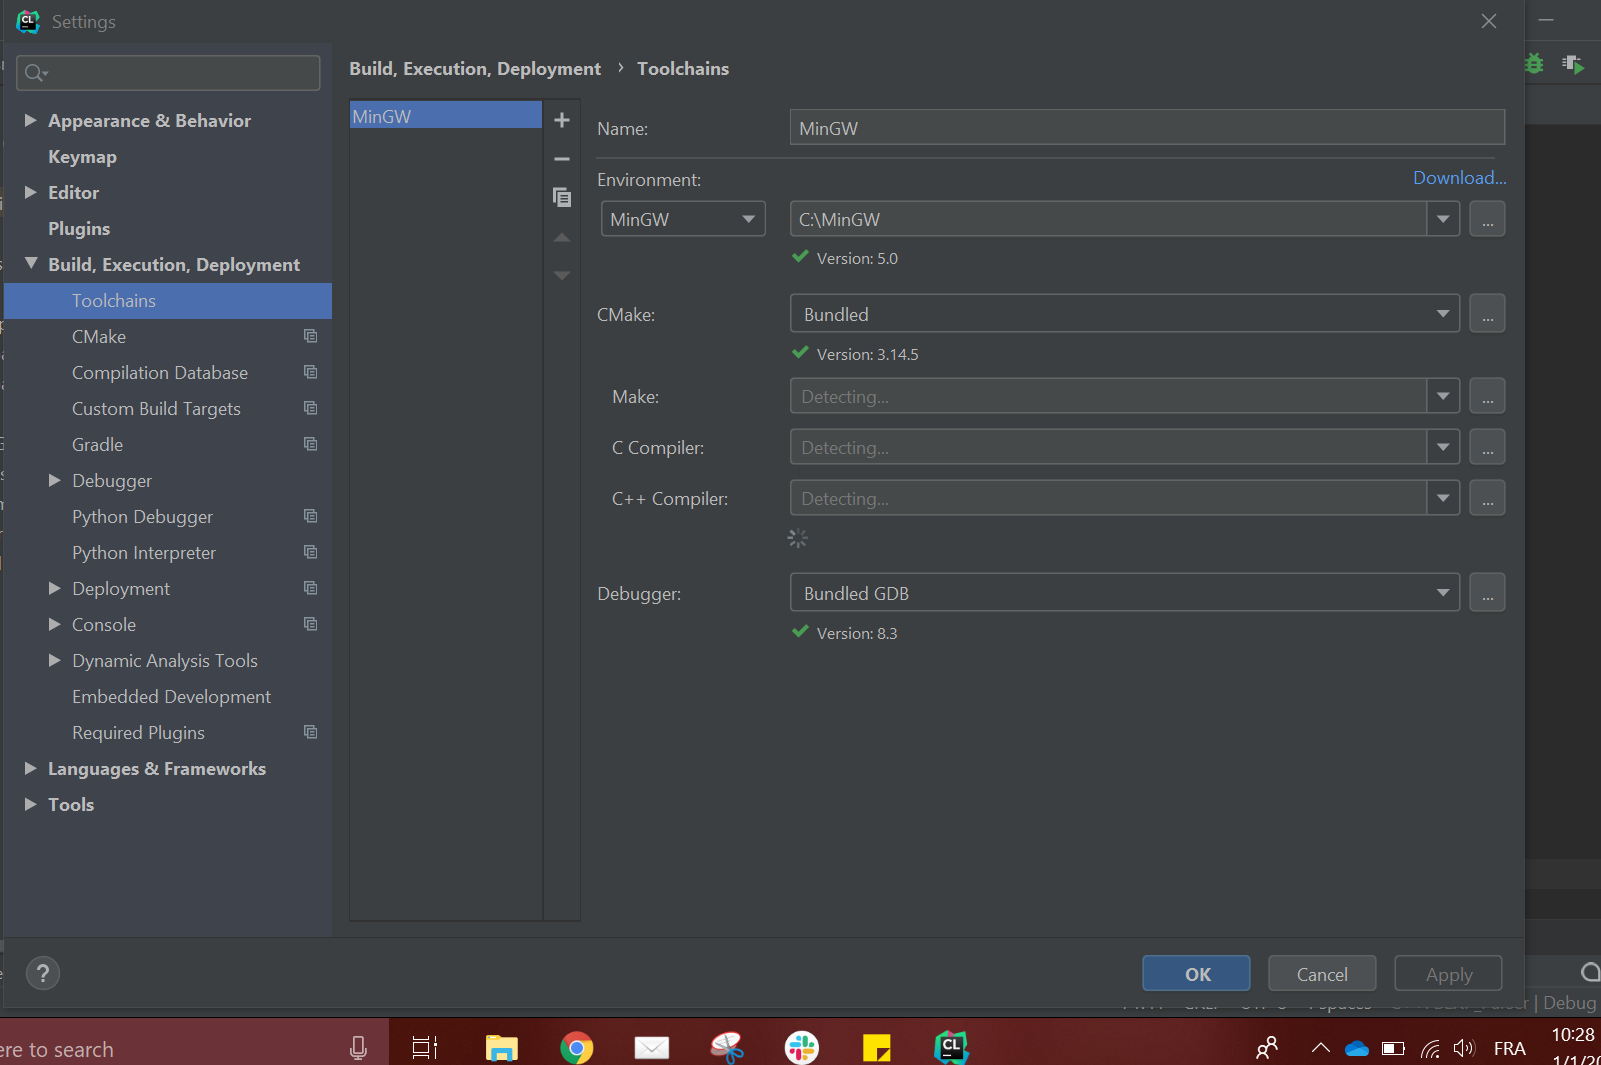 CL Settings
Appearance & Behavior
Keymap
Editor
Plugins
Build, Execution, Deployment
Toolchains
CMake
Compilation Database
Custom Build Targets
Gradle
Debugger
Python Debugger
Python Interpreter
Deployment
Console
Dynamic Analysis Tools
Embedded Development
Required Plugins
Languages & Frameworks
Tools
?
Build, Execution, Deployment › Toolchains
MinGW
Name: MinGW
Environment: Download...
MinGW C:\MinGW ...
Version: 5.0
CMake: Bundled ...
Version: 3.14.5
Make: Detecting... ...
C Compiler: Detecting... ...
C++ Compiler: Detecting... ...
Debugger: Bundled GDB ...
Version: 8.3
OK Cancel Apply
| Debug
ere to search
CL
FRA
10:28